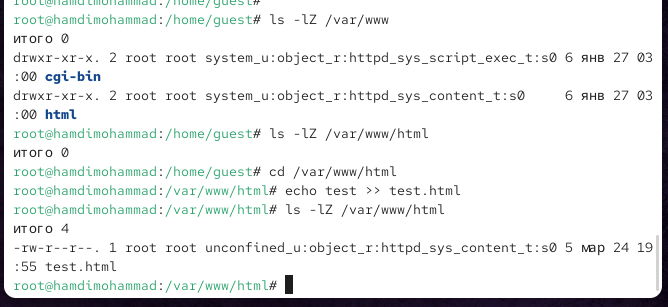 root@hamdimohammad:/home/guest#
root@hamdimohammad:/home/guest# ls -lZ /var/www
итого 0
drwxr-xr-x. 2 root root system_u:object_r:httpd_sys_script_exec_t:s0 6 янв 27 03
:00 cgi-bin
drwxr-xr-x. 2 root root system_u:object_r:httpd_sys_content_t:s0     6 янв 27 03
:00 html
root@hamdimohammad:/home/guest# ls -lZ /var/www/html
итого 0
root@hamdimohammad:/home/guest# cd /var/www/html
root@hamdimohammad:/var/www/html# echo test >> test.html
root@hamdimohammad:/var/www/html# ls -lZ /var/www/html
итого 4
-rw-r--r--. 1 root root unconfined_u:object_r:httpd_sys_content_t:s0 5 мар 24 19
:55 test.html
root@hamdimohammad:/var/www/html#